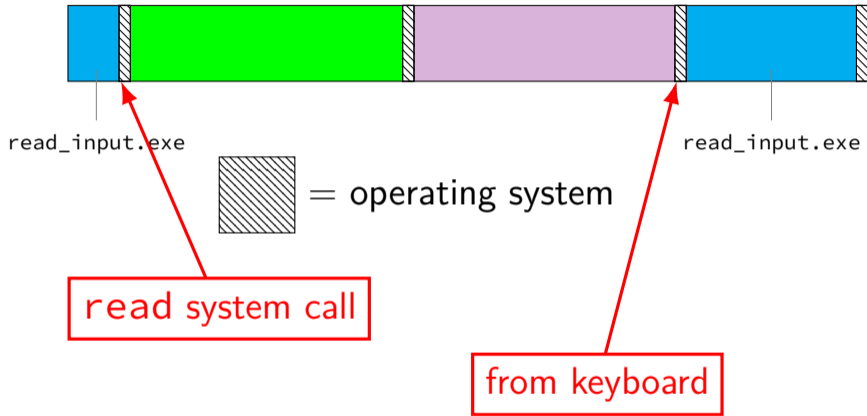 read_input.exe
read_input.exe
= operating system
read system call
from keyboard